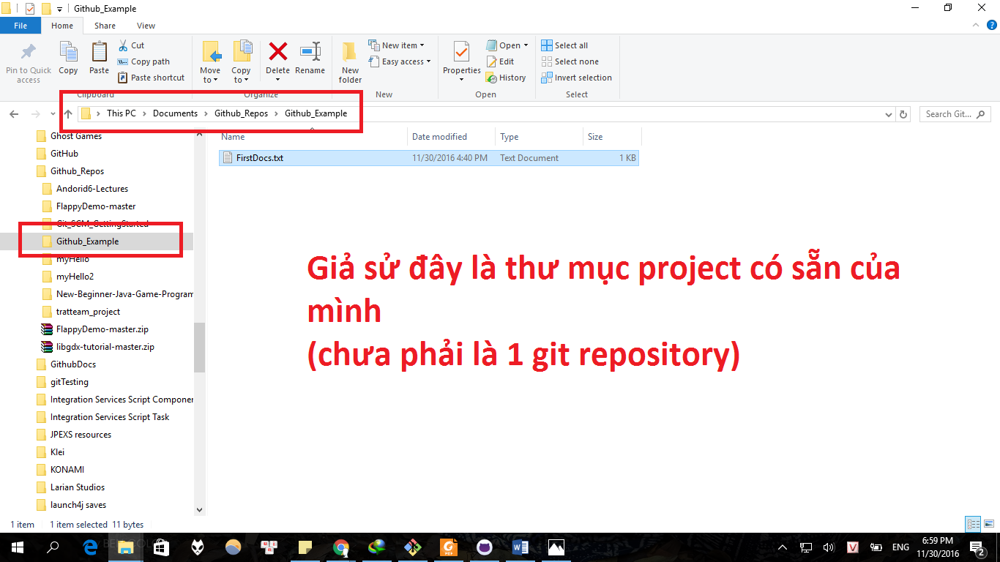 Github_Example
File Home Share View
Pin to Quick access
Copy
Paste
Cut
Copy path
Paste shortcut
Clipboard
Move to
Copy to
Delete
Rename
Organize
New folder
New item
Easy access
New
Properties
Open
Edit
History
Open
Select all
Select none
Invert selection
Select
This PC > Documents > Github_Repos > Github_Example
Search Git...
Name Date modified Type Size
FirstDocs.txt 11/30/2016 4:40 PM Text Document 1 KB
Ghost Games
GitHub
Github_Repos
Andorid6-Lectures
FlappyDemo-master
Git_SCM_GettingStarted
Github_Example
myHello
myHello2
New-Beginner-Java-Game-Program
tratteam_project
FlappyDemo-master.zip
libgdx-tutorial-master.zip
GithubDocs
gitTesting
Integration Services Script Componer
Integration Services Script Task
JPEXS resources
Klei
KONAMI
Larian Studios
launch4j saves
Giả sử đây là thư mục project có sẵn của
mình
(chưa phải là 1 git repository)
1 item 1 item selected 11 bytes
ENG
6:59 PM
11/30/2016
2